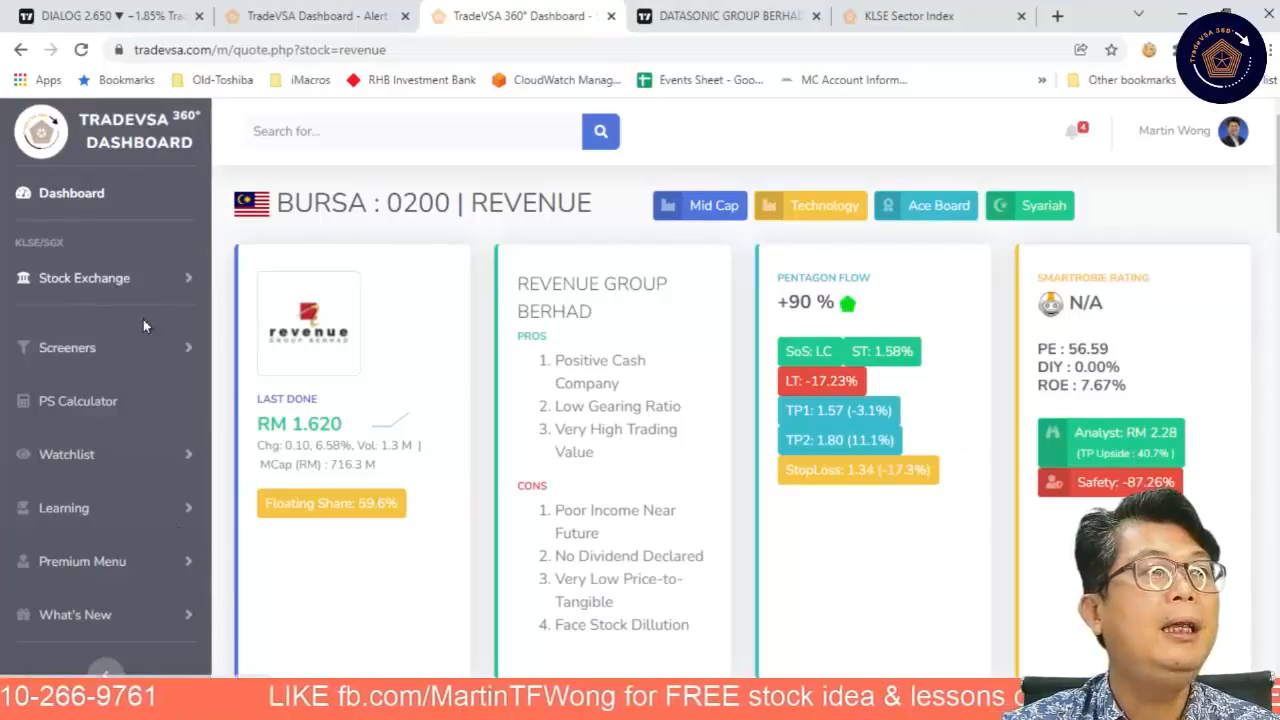 DIALOG 2.650 ▼ −1.85% Tra
TradeVSA Dashboard - Alert
TradeVSA 360° Dashboard -
DATASONIC GROUP BERHAD
KLSE Sector Index
tradevsa.com/m/quote.php?stock=revenue
Apps
Bookmarks
Old-Toshiba
iMacros
RHB Investment Bank
CloudWatch Manag...
Events Sheet - Goo...
MC Account Inform...
»
Other bookmarks
list
TradeVSA 360°
TRADEVSA 360°
DASHBOARD
Search for...
4
Martin Wong
Dashboard
KLSE/SGX
Stock Exchange
Screeners
PS Calculator
Watchlist
Learning
Premium Menu
What's New
BURSA : 0200 | REVENUE
Mid Cap
Technology
Ace Board
Syariah
revenue
GROUP BERHAD
LAST DONE
RM 1.620
Chg: 0.10, 6.58%, Vol: 1.3 M |
MCap (RM) : 716.3 M
Floating Share: 59.6%
REVENUE GROUP
BERHAD
PROS
1. Positive Cash
Company
2. Low Gearing Ratio
3. Very High Trading
Value
CONS
1. Poor Income Near
Future
2. No Dividend Declared
3. Very Low Price-to-
Tangible
4. Face Stock Dillution
PENTAGON FLOW
+90 %
SoS: LC
ST: 1.58%
LT: -17.23%
TP1: 1.57 (-3.1%)
TP2: 1.80 (11.1%)
StopLoss: 1.34 (-17.3%)
SMARTROBIE RATING
N/A
PE : 56.59
DIY : 0.00%
ROE : 7.67%
Analyst: RM 2.28
(TP Upside : 40.7% )
Safety: -87.26%
10-266-9761
LIKE fb.com/MartinTFWong for FREE stock idea & lessons